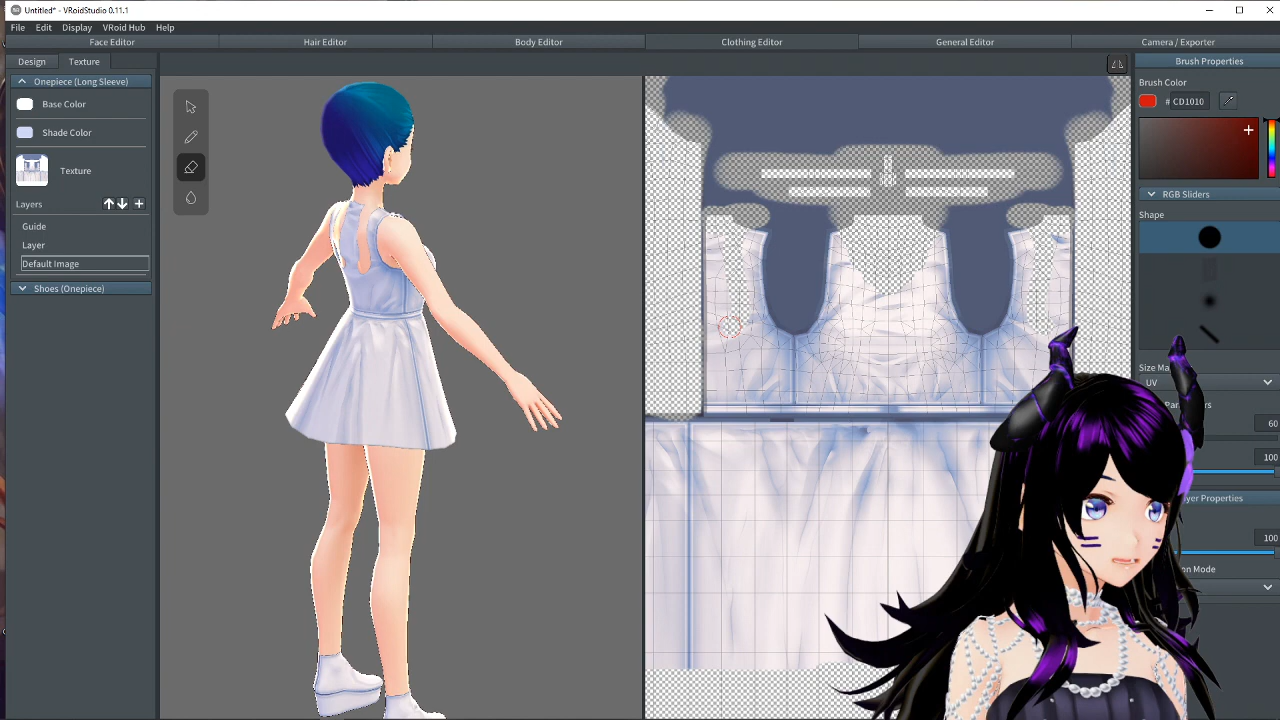 Untitled* - VRoidStudio 0.11.1
File Edit Display VRoid Hub Help
Face Editor Hair Editor Body Editor Clothing Editor General Editor Camera / Exporter
Design Texture
Onepiece (Long Sleeve)
Base Color
Shade Color
Texture
Layers
Guide
Layer
Default Image
Shoes (Onepiece)
Brush Properties
Brush Color
# CD1010
RGB Sliders
Shape
UV
60
100
Properties
100
Mode